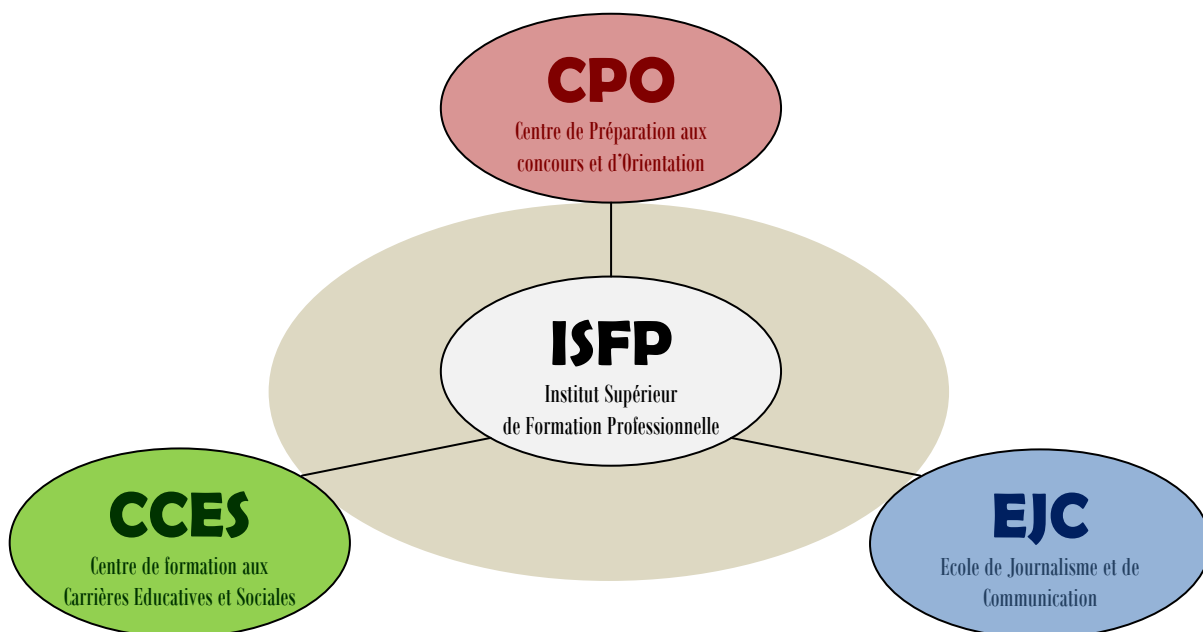 CPO
Centre de Préparation aux
concours et d'Orientation
ISFP
Institut Supérieur
de Formation Professionnelle
CCES
Centre de formation aux
Carrières Educatives et Sociales
EJC
Ecole de Journalisme et de
Communication